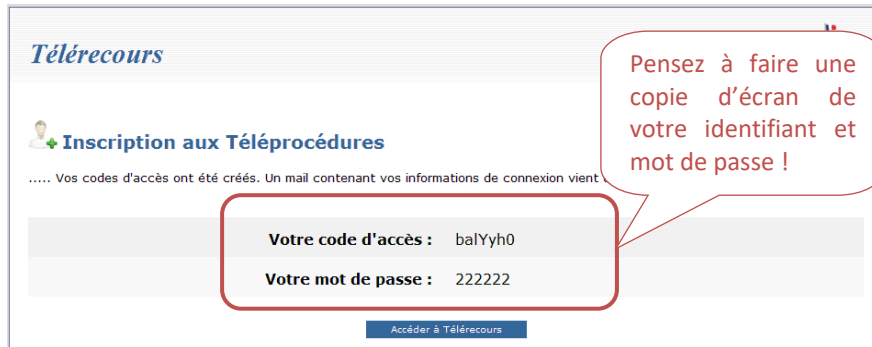 Télérecours
Pensez à faire une
copie d'écran de
votre identifiant et
mot de passe !
Inscription aux Téléprocédures
..... Vos codes d'accès ont été créés. Un mail contenant vos informations de connexion vient
Votre code d'accès : balYyh0
Votre mot de passe : 222222
Accéder à Télérecours